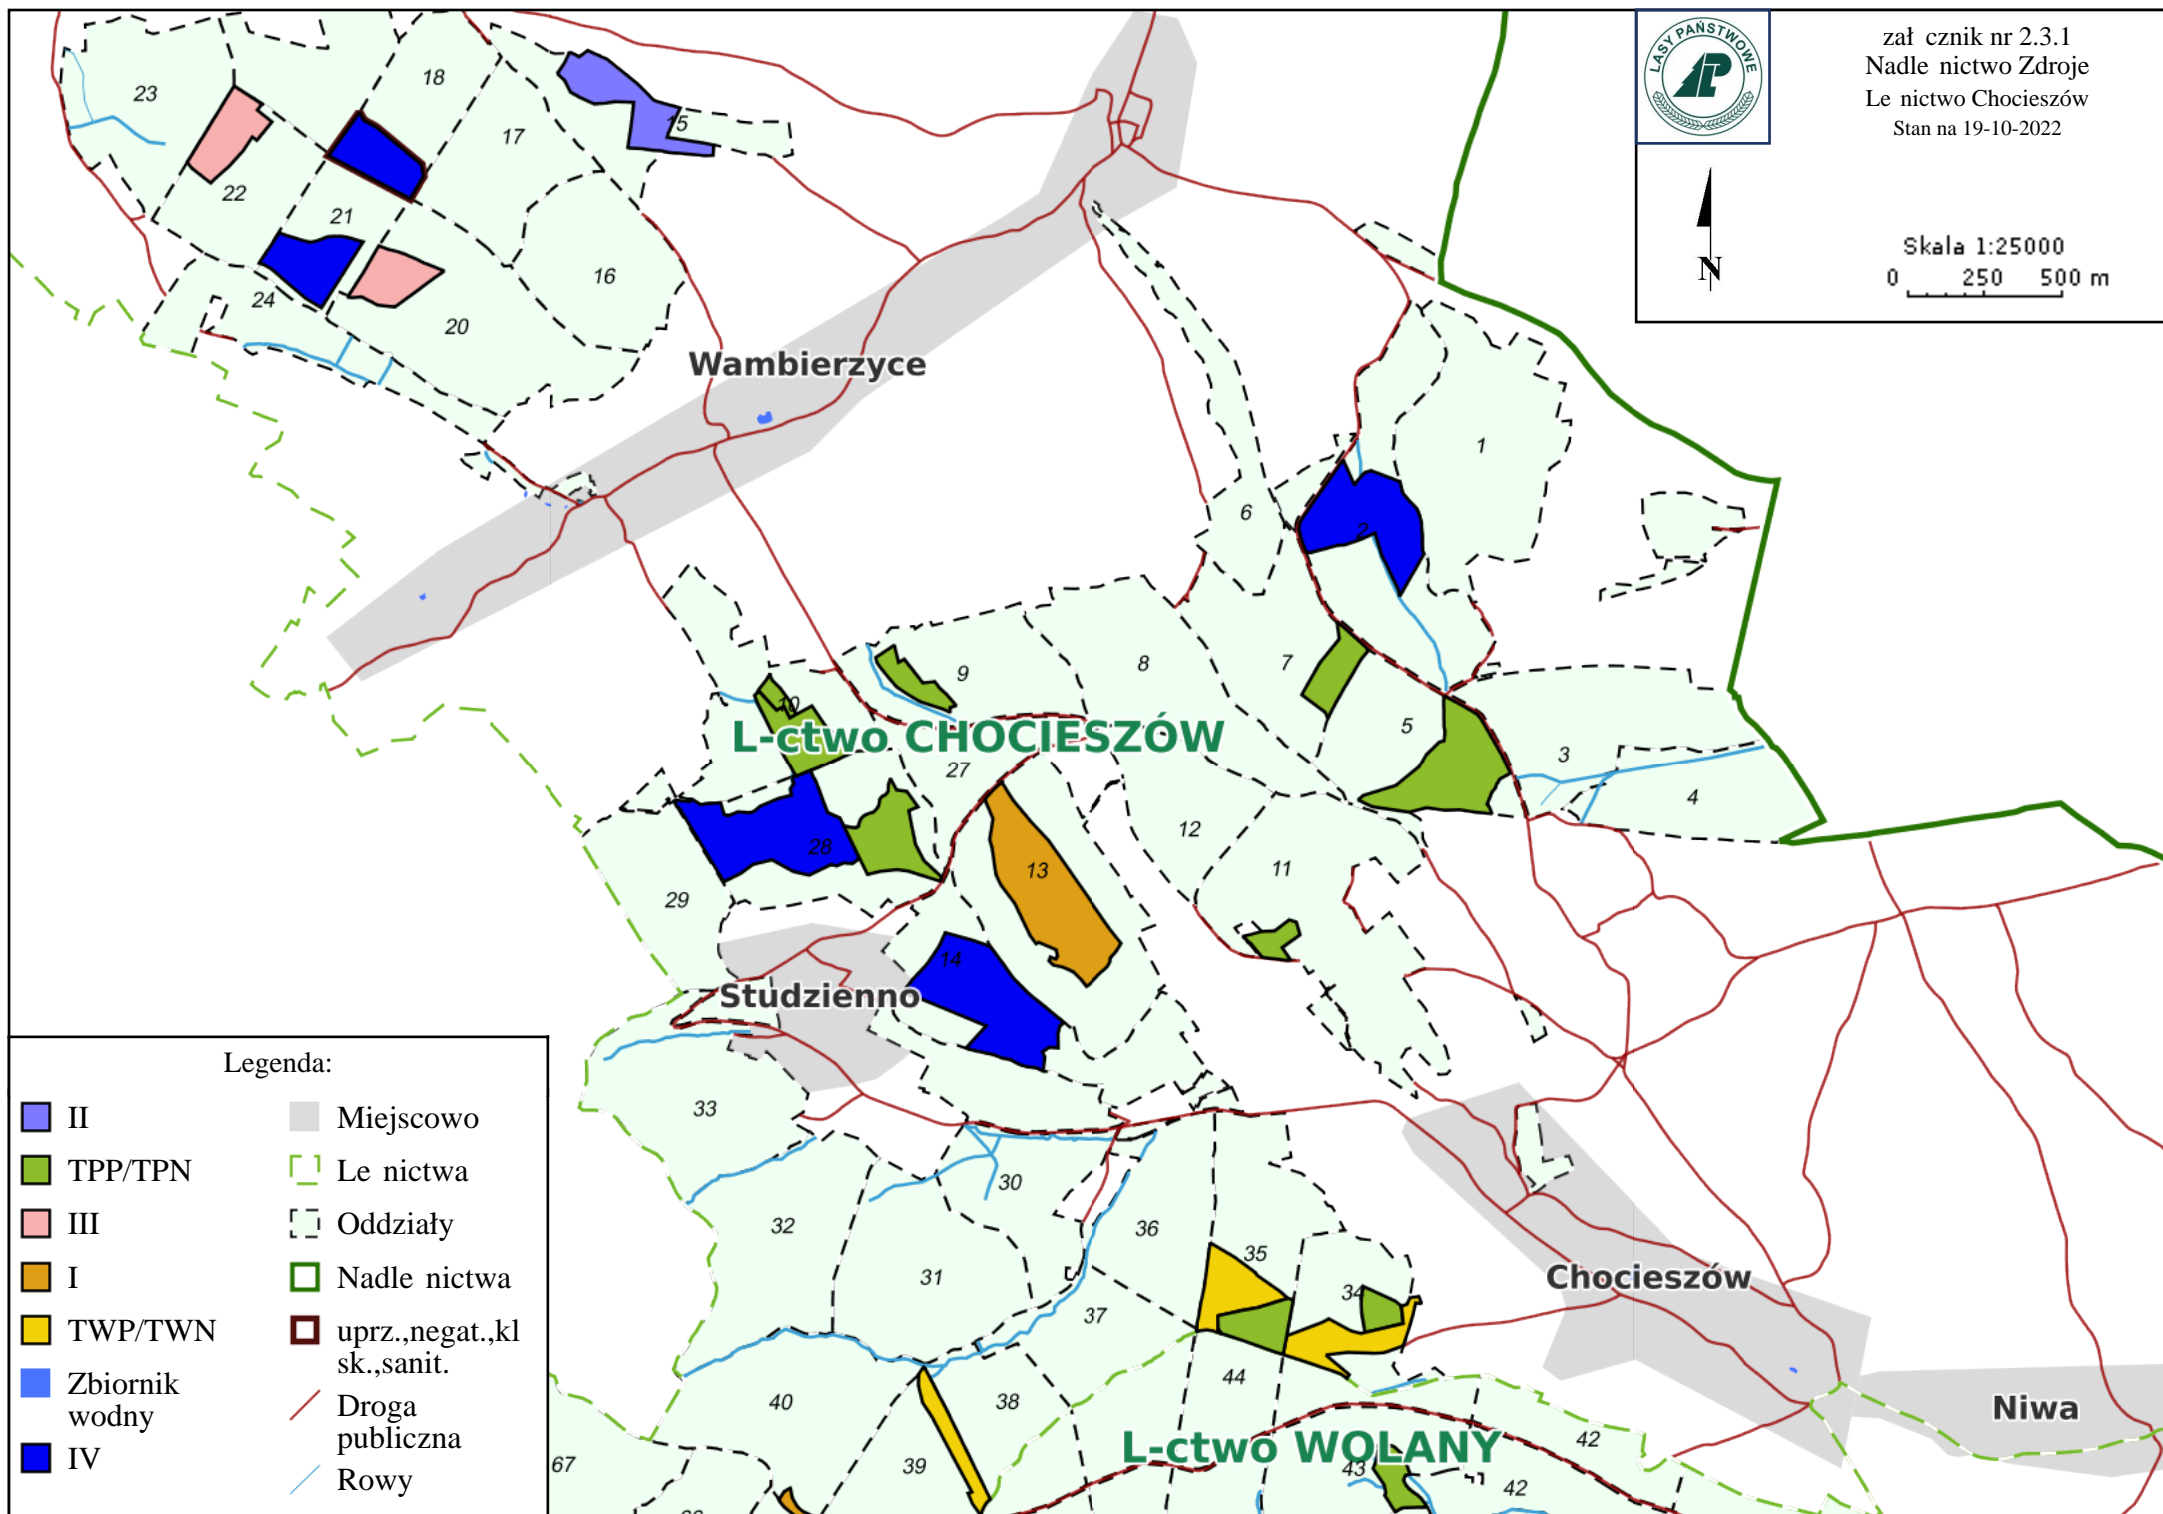 LASY PAŃSTWOWE
LP
zał cznik nr 2.3.1
Nadle nictwo Zdroje
Le nictwo Chocieszów
Stan na 19-10-2022
N
Skala 1:25000
0 250 500 m
23
18
17
15
22
21
16
24
20
Wambierzyce
1
6
2
9
8
7
10
5
L-ctwo CHOCIESZÓW
3
27
4
12
28
13
11
29
14
Studzienno
33
30
32
36
35
31
34
Chocieszów
37
44
40
38
Niwa
L-ctwo WOLANY
42
67
39
43
42
Legenda:
II
TPP/TPN
III
I
TWP/TWN
Zbiornik
wodny
IV
Miejscowo
Le nictwa
Oddziały
Nadle nictwa
uprz.,negat.,kl
sk.,sanit.
Droga
publiczna
Rowy